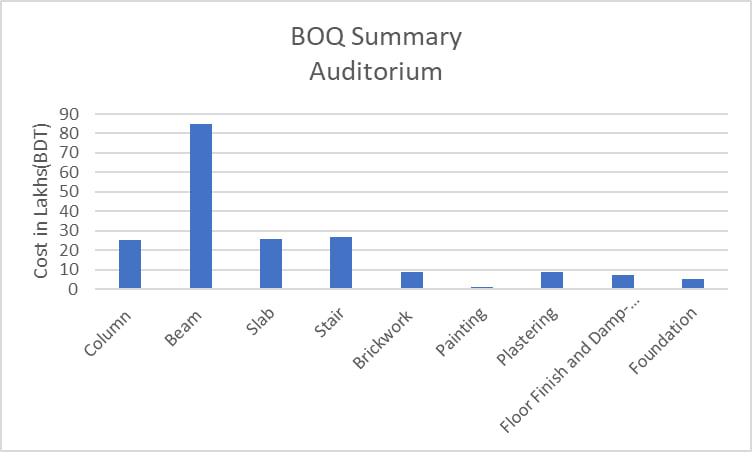 BOQ Summary
Auditorium
Cost in Lakhs(BDT)
90
80
70
60
50
40
30
20
10
0
Column
Beam
Slab
Stair
Brickwork
Painting
Plastering
Floor Finish and Damp-...
Foundation